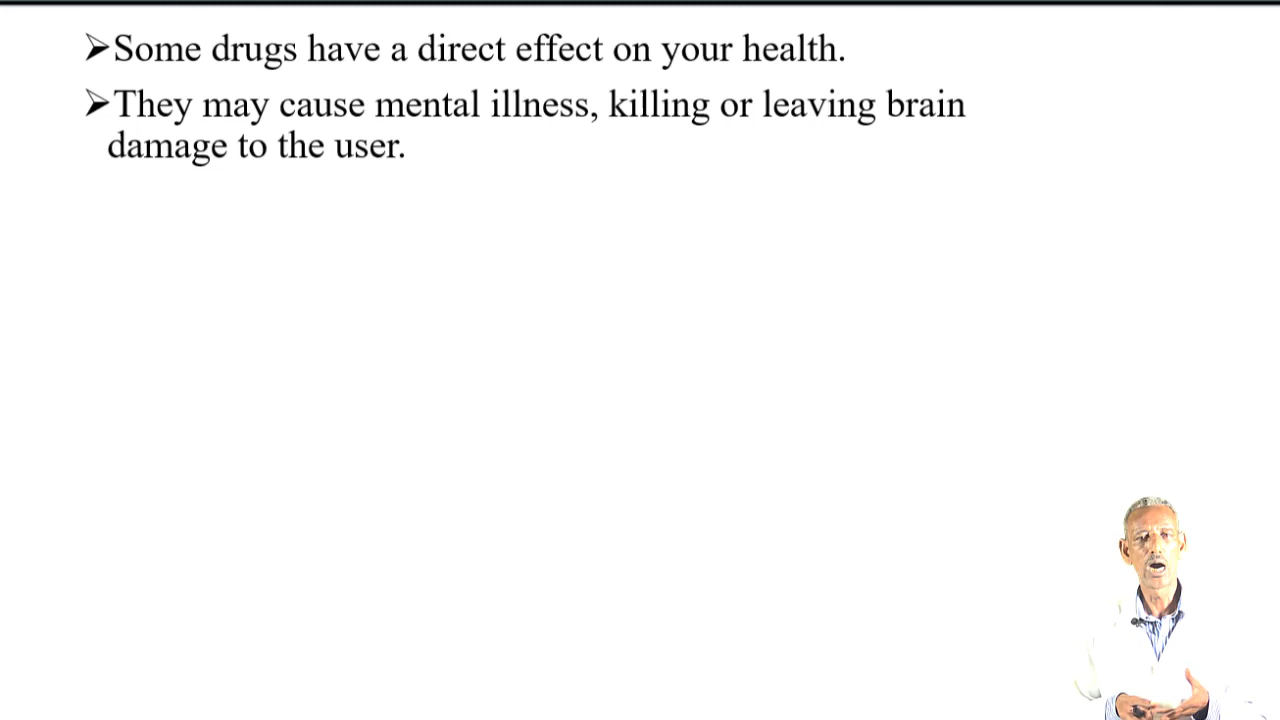 ➢Some drugs have a direct effect on your health.
➢They may cause mental illness, killing or leaving brain
damage to the user.